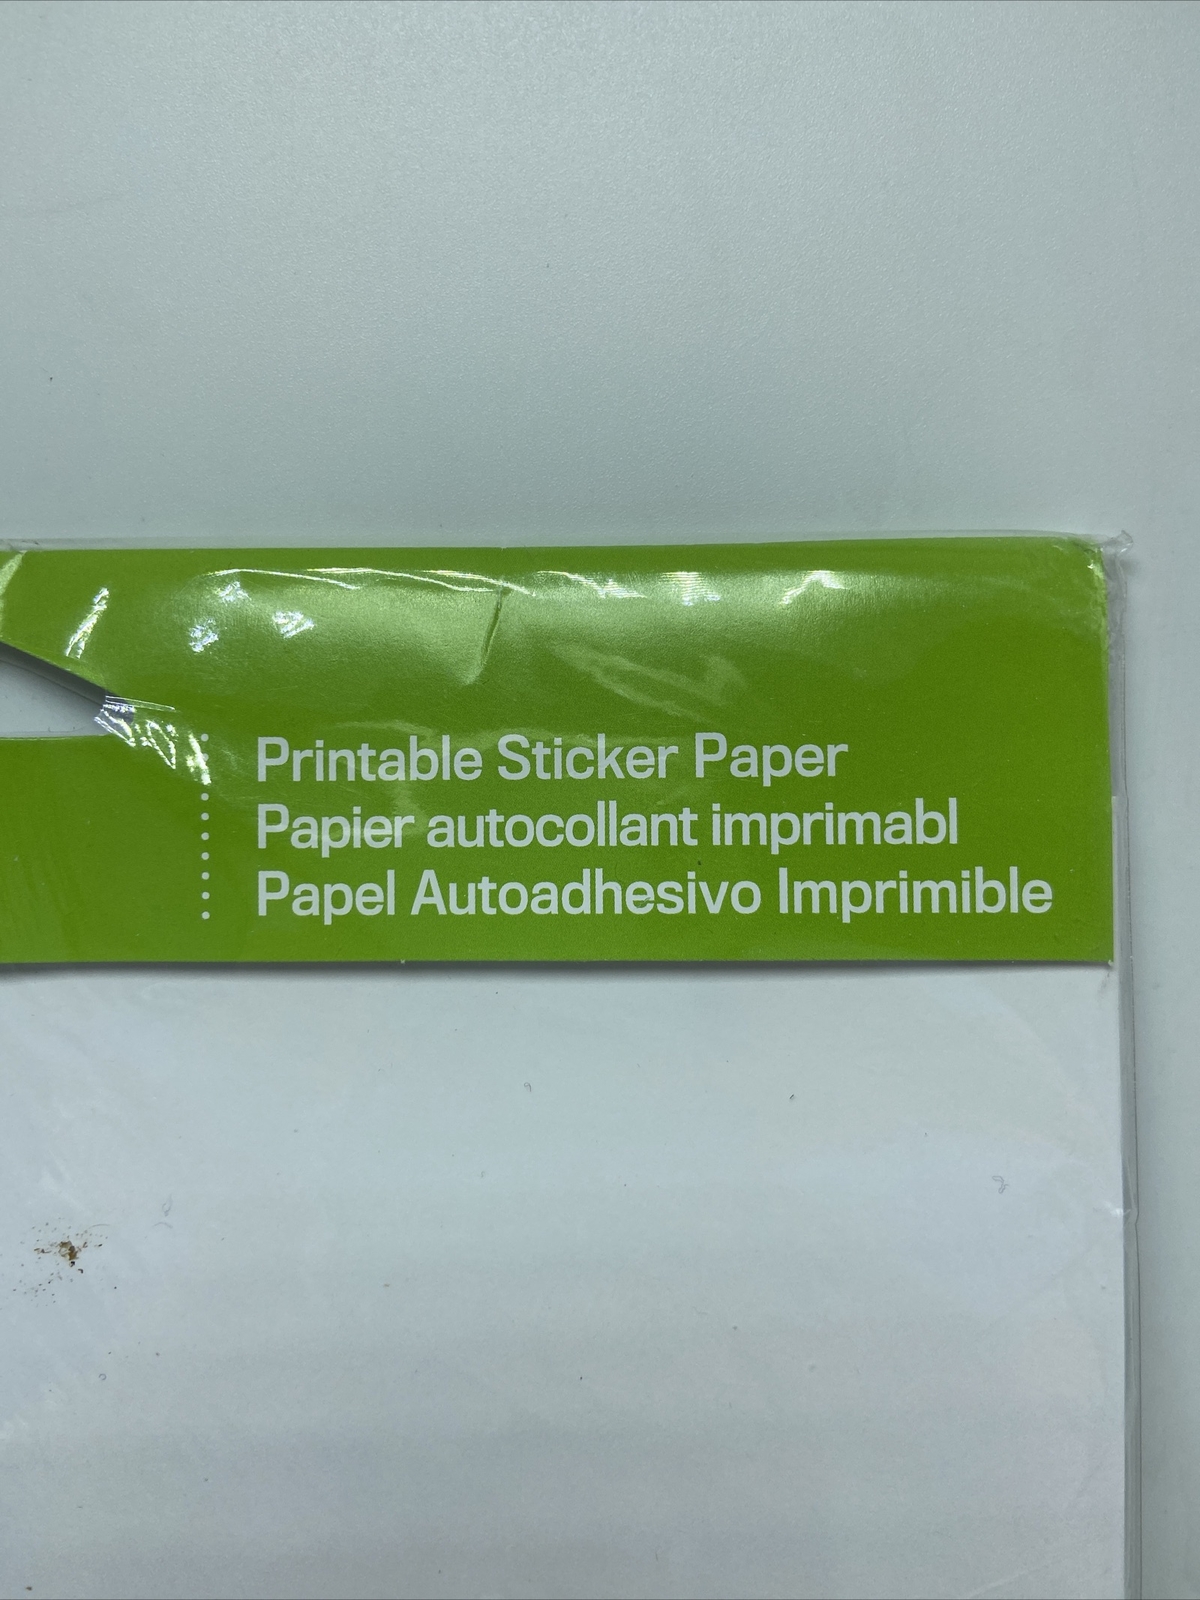 Printable Sticker Paper
Papier autocollant imprimabl
Papel Autoadhesivo Imprimible